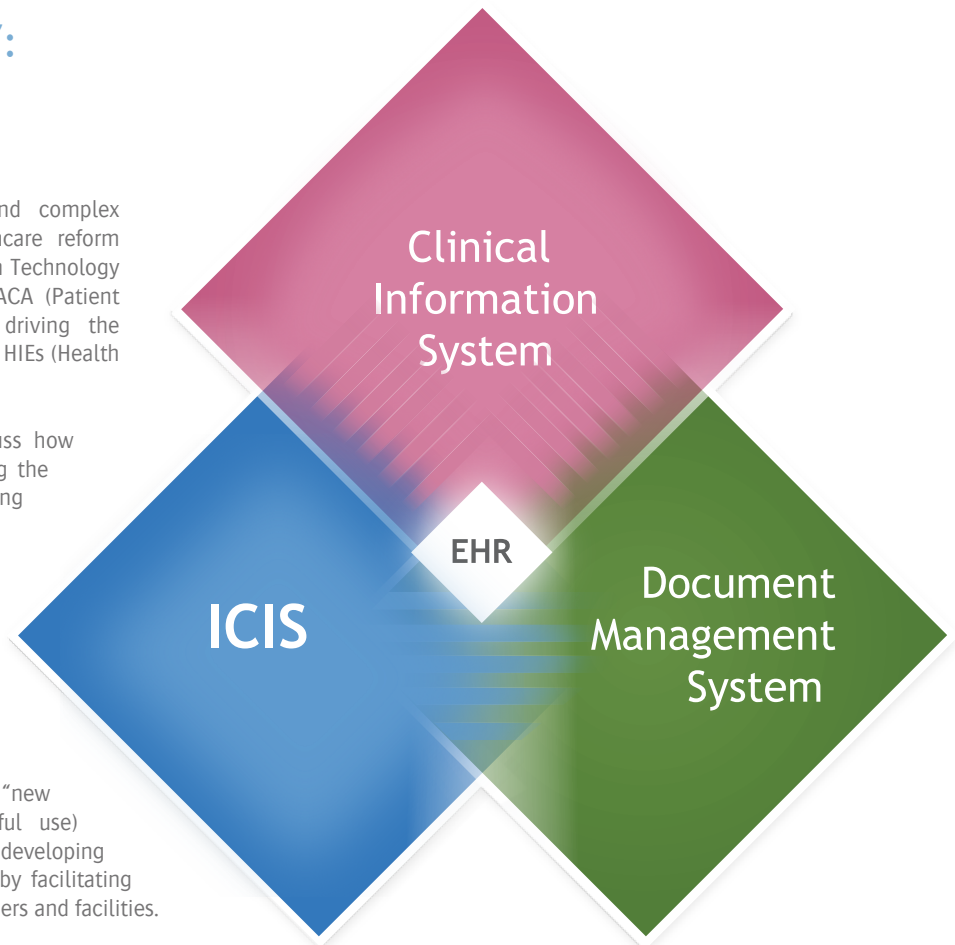 nd complex
care reform
Technology
ACA (Patient
driving the
HIEs (Health
uss how
g the
ng
"new
ful use)
developing
by facilitating
ers and facilities.
Clinical
Information
System
EHR
ICIS
Document
Management
System